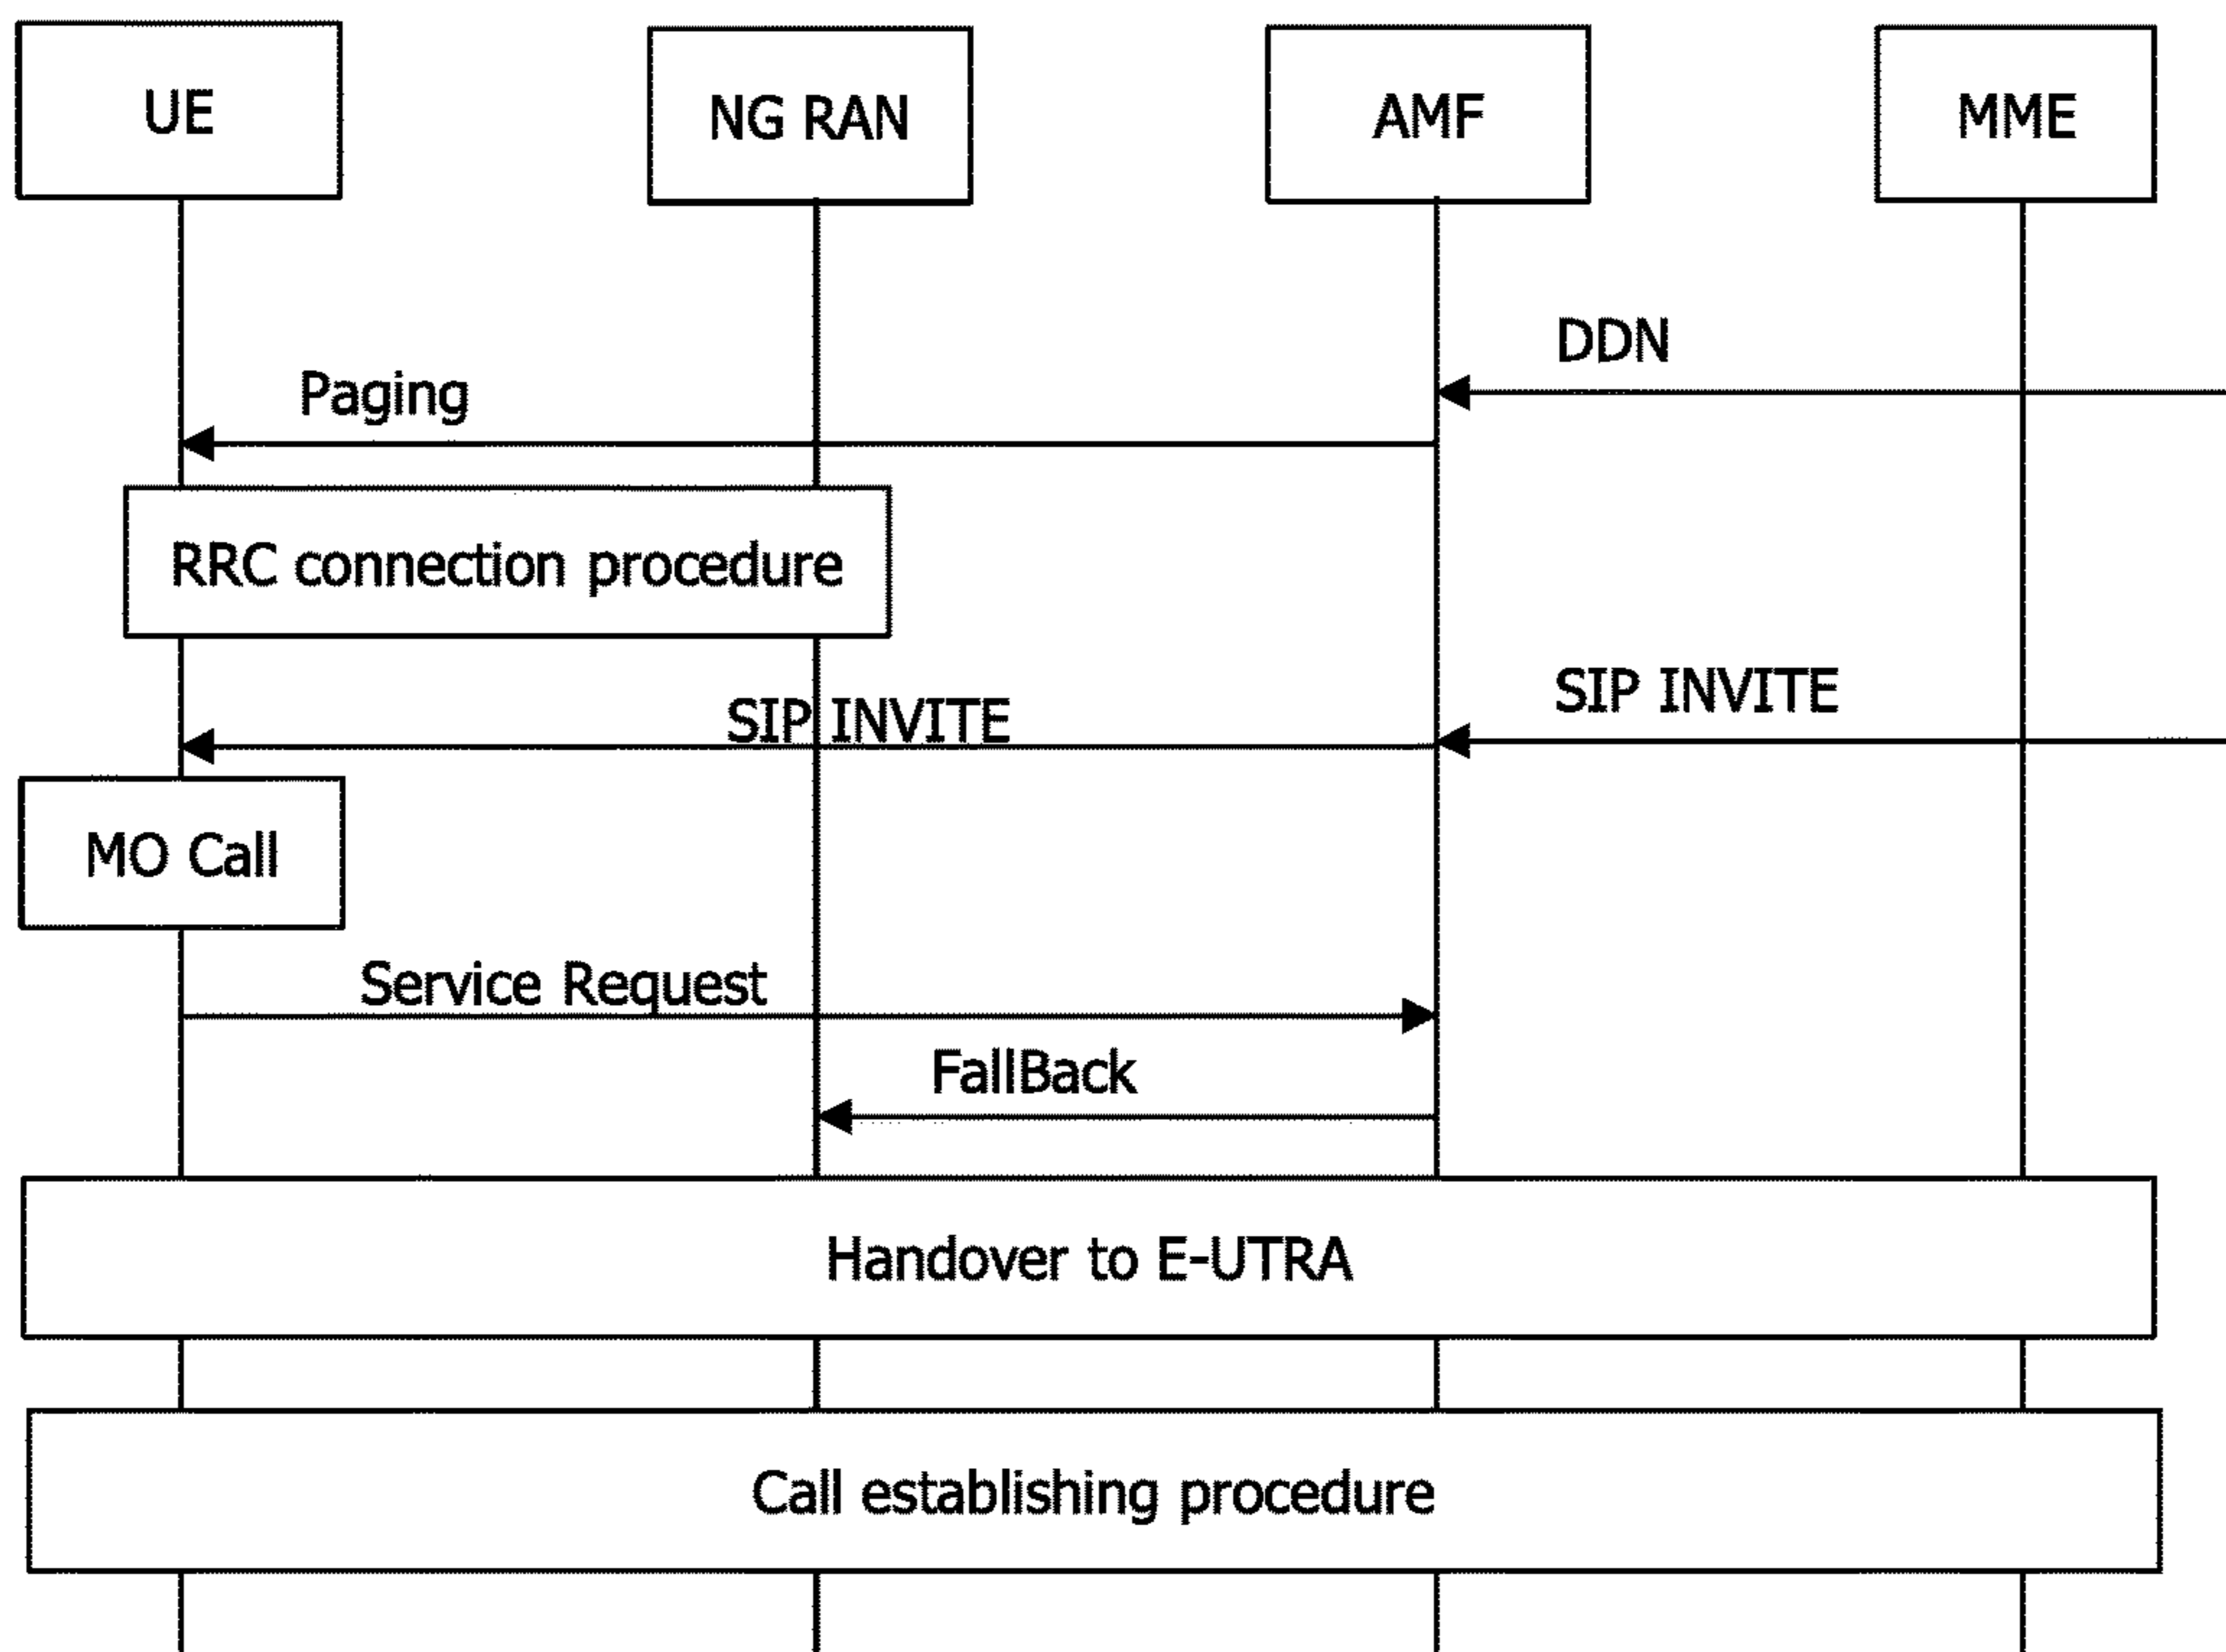 UE
NG RAN
AMF
MME
DDN
Paging
RRC connection procedure
SIP INVITE
SIP INVITE
MO Call
Service Request
FallBack
Handover to E-UTRA
Call establishing procedure